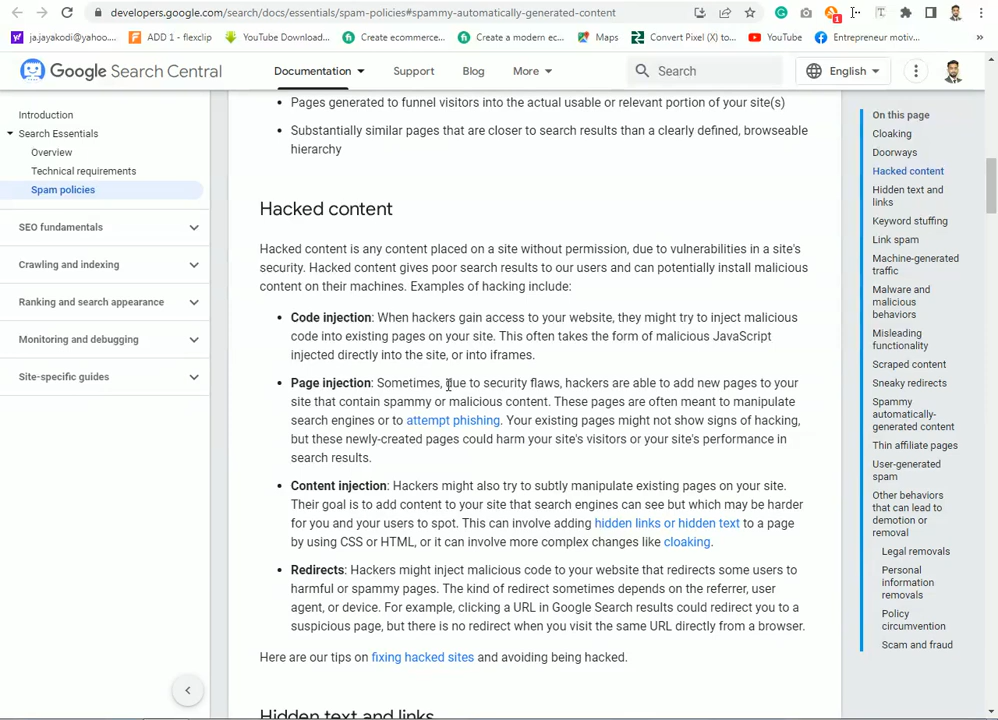 developers.google.com/search/docs/essentials/spam-policies#spammy-automatically-generated-content
ja.jayakodi@yahoo....
ADD 1 - flexclip
YouTube Download...
Create ecommerce...
Create a modern ec...
Maps
Convert Pixel (X) to...
YouTube
Entrepreneur motiv...
»
Google Search Central
Documentation
Support
Blog
More
Search
English
Introduction
Search Essentials
Overview
Technical requirements
Spam policies
SEO fundamentals
Crawling and indexing
Ranking and search appearance
Monitoring and debugging
Site-specific guides
• Pages generated to funnel visitors into the actual usable or relevant portion of your site(s)
• Substantially similar pages that are closer to search results than a clearly defined, browseable
hierarchy
Hacked content
Hacked content is any content placed on a site without permission, due to vulnerabilities in a site's
security. Hacked content gives poor search results to our users and can potentially install malicious
content on their machines. Examples of hacking include:
• Code injection: When hackers gain access to your website, they might try to inject malicious
code into existing pages on your site. This often takes the form of malicious JavaScript
injected directly into the site, or into iframes.
• Page injection: Sometimes, due to security flaws, hackers are able to add new pages to your
site that contain spammy or malicious content. These pages are often meant to manipulate
search engines or to attempt phishing. Your existing pages might not show signs of hacking,
but these newly-created pages could harm your site's visitors or your site's performance in
search results.
• Content injection: Hackers might also try to subtly manipulate existing pages on your site.
Their goal is to add content to your site that search engines can see but which may be harder
for you and your users to spot. This can involve adding hidden links or hidden text to a page
by using CSS or HTML, or it can involve more complex changes like cloaking.
• Redirects: Hackers might inject malicious code to your website that redirects some users to
harmful or spammy pages. The kind of redirect sometimes depends on the referrer, user
agent, or device. For example, clicking a URL in Google Search results could redirect you to a
suspicious page, but there is no redirect when you visit the same URL directly from a browser.
Here are our tips on fixing hacked sites and avoiding being hacked.
Hidden text and links
On this page
Cloaking
Doorways
Hacked content
Hidden text and
links
Keyword stuffing
Link spam
Machine-generated
traffic
Malware and
malicious
behaviors
Misleading
functionality
Scraped content
Sneaky redirects
Spammy
automatically-
generated content
Thin affiliate pages
User-generated
spam
Other behaviors
that can lead to
demotion or
removal
Legal removals
Personal
information
removals
Policy
circumvention
Scam and fraud